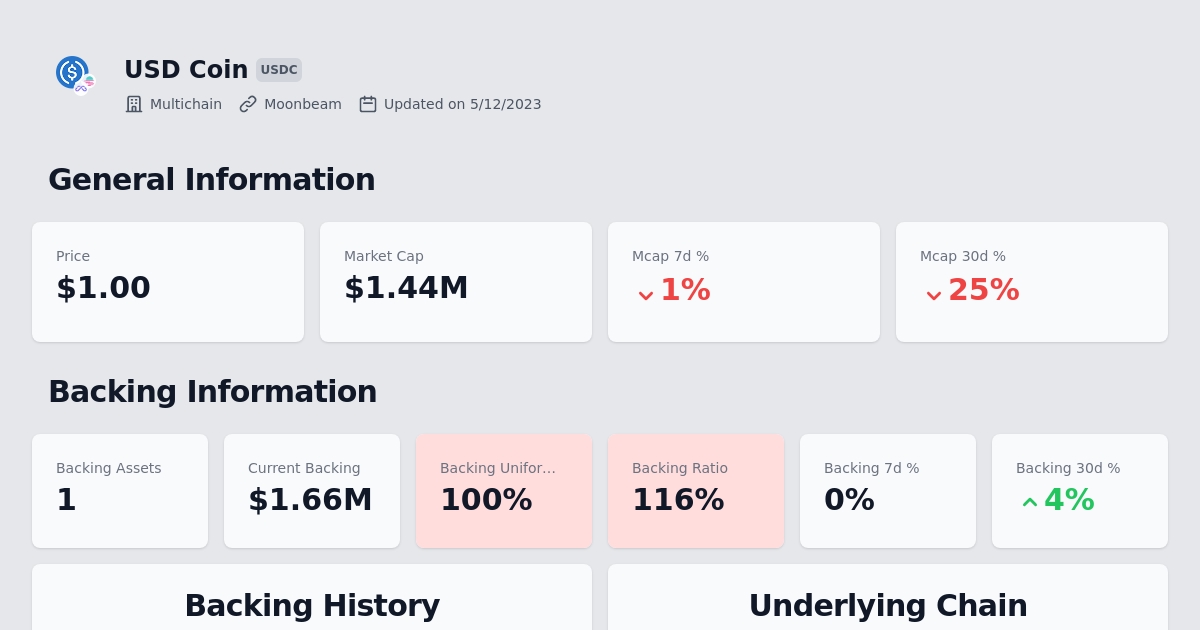 USD Coin USDC
Multichain Moonbeam Updated on 5/12/2023
General Information
Price Market Cap Mcap 7d % Mcap 30d %
$1.00 $1.44M 1% 25%
Backing Information
Backing Assets Current Backing Backing Unifor... Backing Ratio Backing 7d % Backing 30d %
1 $1.66M 100% 116% 0% 4%
Backing History Underlying Chain